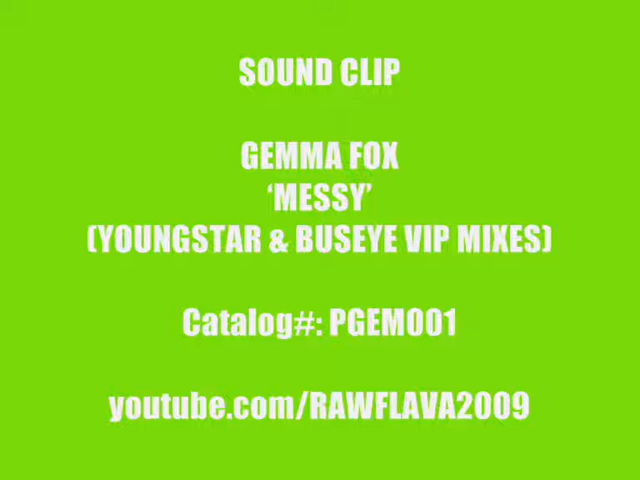 SOUND CLIP
GEMMA FOX
‘MESSY’
(YOUNGSTAR & BUSEYE VIP MIXES)
Catalog#: PGEM001
youtube.com/RAWFLAVA2009